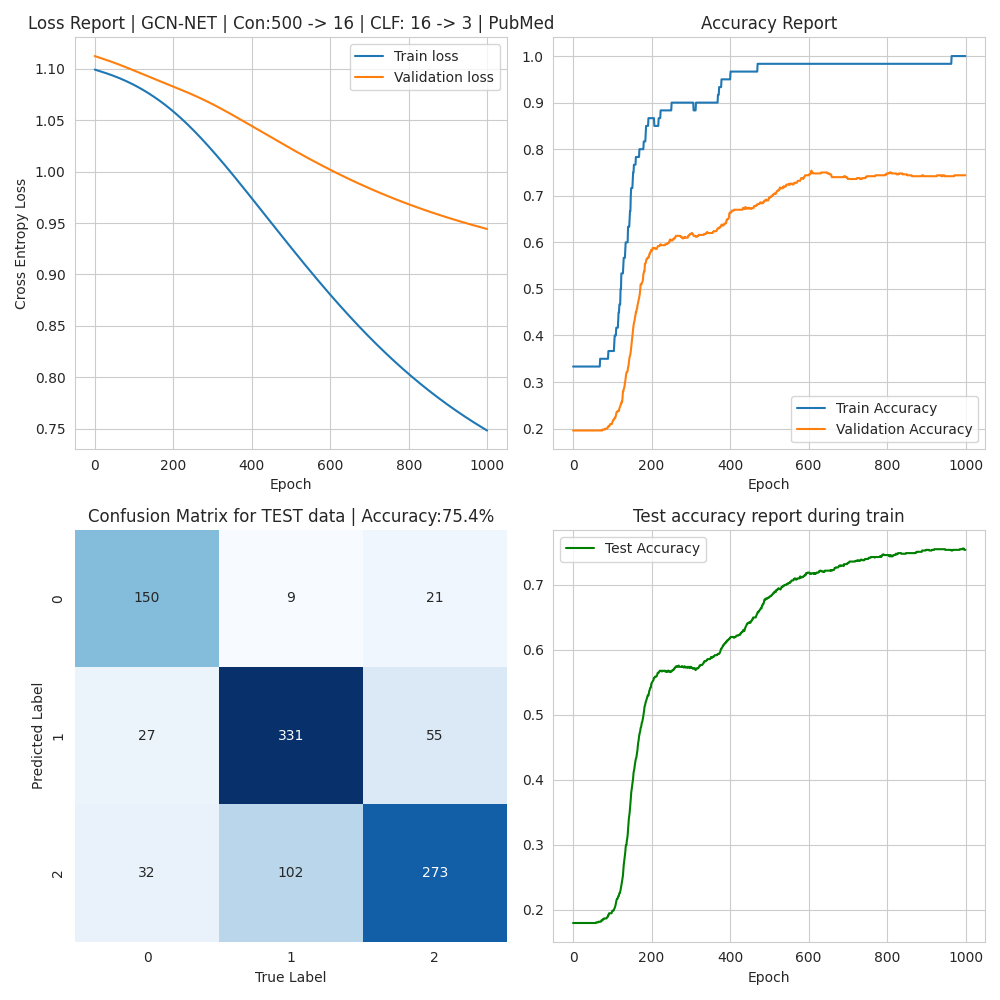 Loss Report | GCN-NET | Con:500 -> 16 | CLF: 16 -> 3 | PubMed
Train loss
Validation loss
1.10
1.05
1.00
0.95
0.90
0.85
0.80
0.75
Cross Entropy Loss
0 200 400 600 800 1000
Epoch
Accuracy Report
1.0
0.9
0.8
0.7
0.6
0.5
0.4
0.3
0.2
Train Accuracy
Validation Accuracy
0 200 400 600 800 1000
Epoch
Confusion Matrix for TEST data | Accuracy:75.4%
Predicted Label
0 150 9 21
1 27 331 55
2 32 102 273
0 1 2
True Label
Test accuracy report during train
Test Accuracy
0.7
0.6
0.5
0.4
0.3
0.2
0 200 400 600 800 1000
Epoch